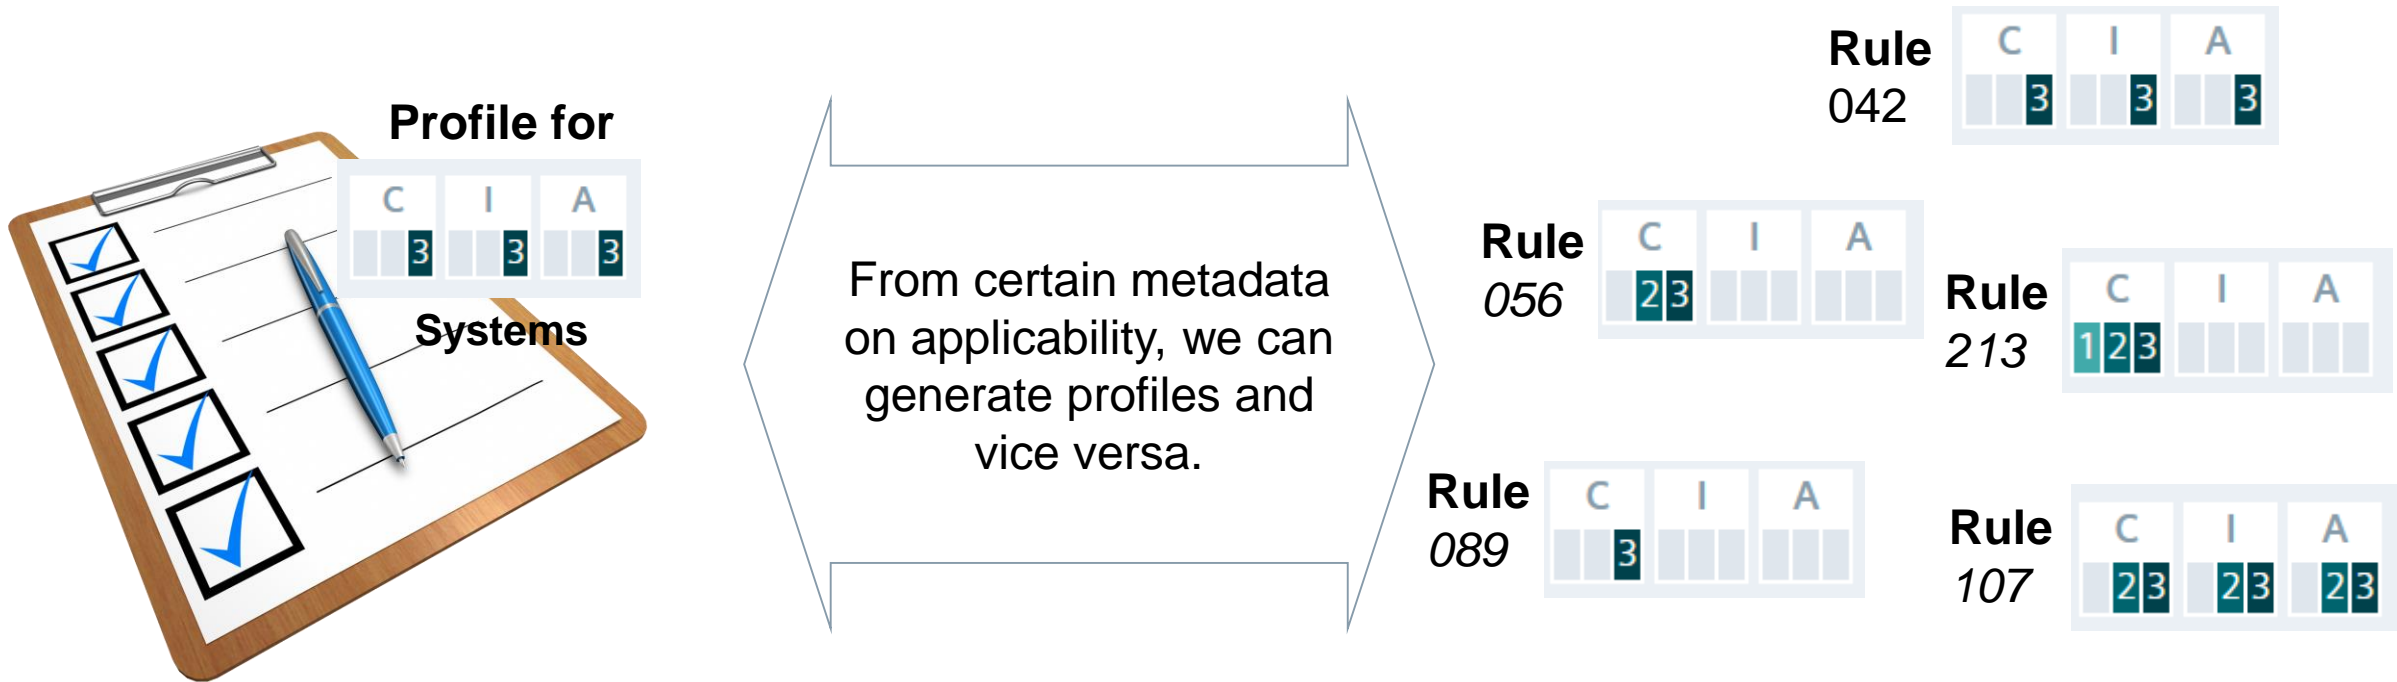 Profile for
C I A
3 3 3
Systems
From certain metadata
on applicability, we can
generate profiles and
vice versa.
Rule
042
C I A
3 3 3
Rule
056
C I A
2 3
Rule
213
C I A
1 2 3
Rule
089
C I A
3
Rule
107
C I A
2 3 2 3 2 3